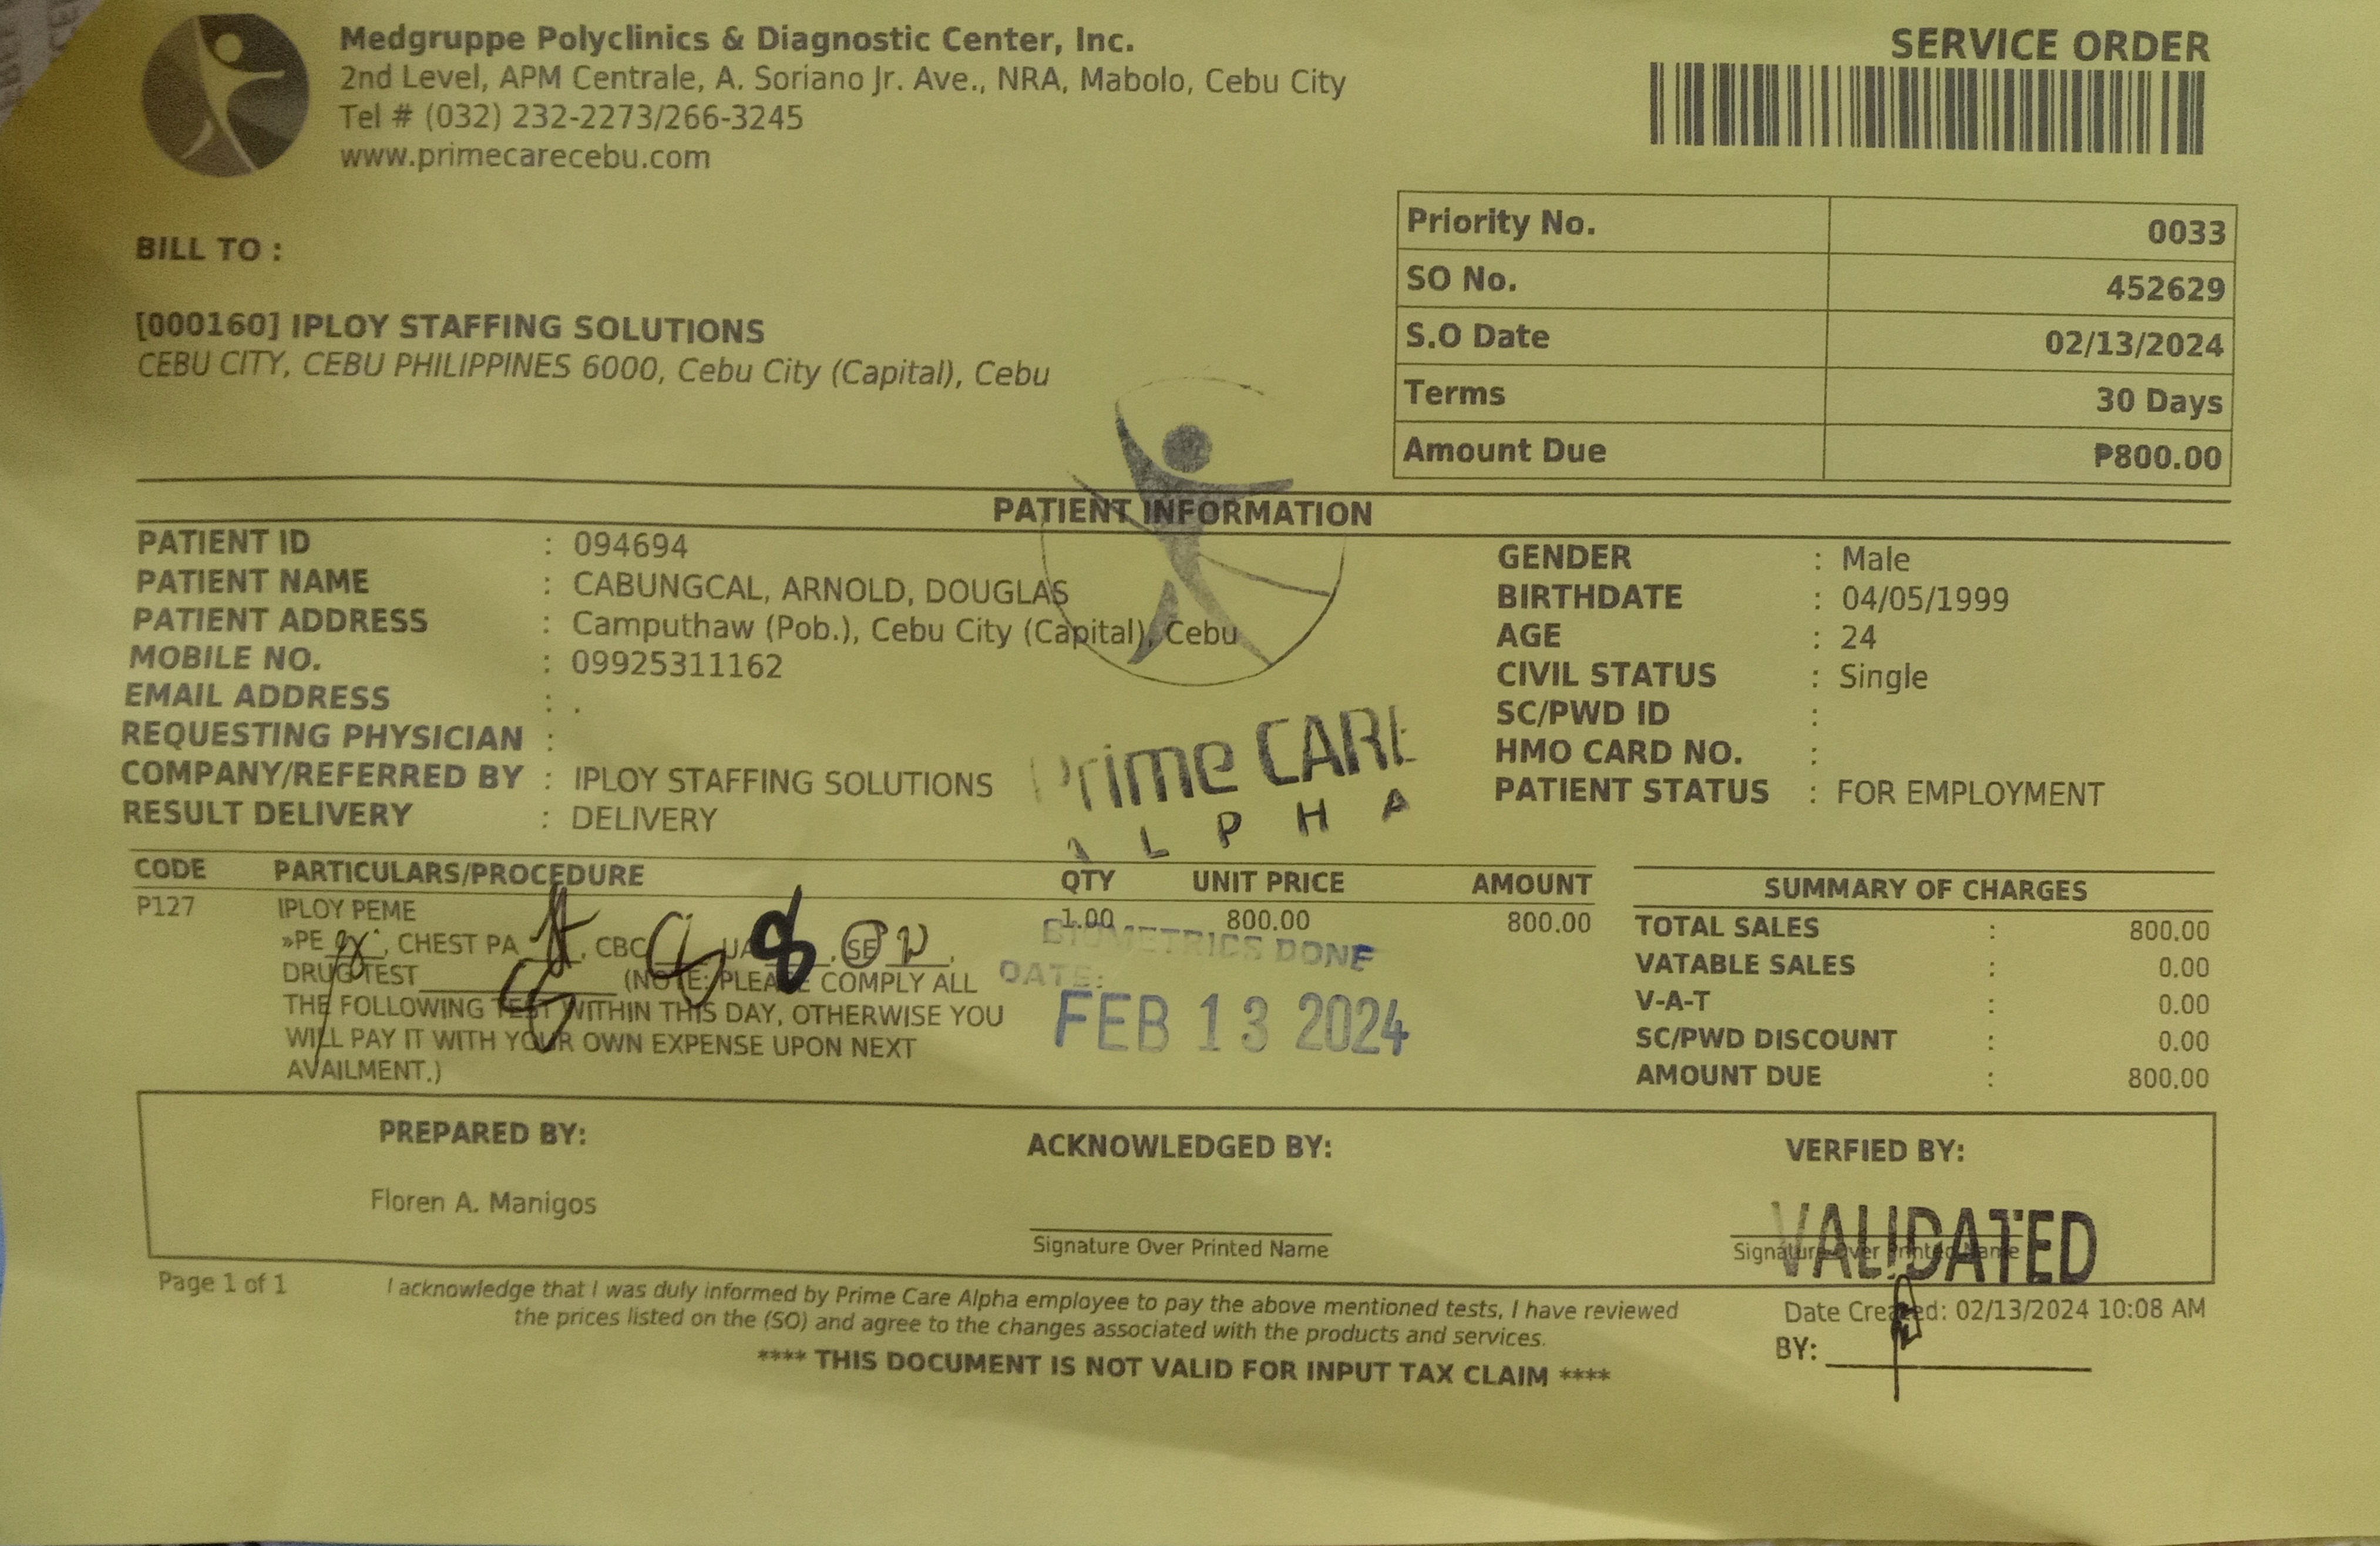 Medgruppe Polyclinics & Diagnostic Center, Inc.
2nd Level, APM Centrale, A. Soriano Jr. Ave., NRA, Mabolo, Cebu City
Tel # (032) 232-2273/266-3245
www.primecarecebu.com
SERVICE ORDER
Priority No. 0033
SO No. 452629
S.O Date 02/13/2024
Terms 30 Days
Amount Due ₱800.00
BILL TO :
[000160] IPLOY STAFFING SOLUTIONS
CEBU CITY, CEBU PHILIPPINES 6000, Cebu City (Capital), Cebu
PATIENT INFORMATION
PATIENT ID : 094694
PATIENT NAME : CABUNGCAL, ARNOLD, DOUGLAS
PATIENT ADDRESS : Camputhaw (Pob.), Cebu City (Capital), Cebu
MOBILE NO. : 09925311162
EMAIL ADDRESS : .
REQUESTING PHYSICIAN :
COMPANY/REFERRED BY : IPLOY STAFFING SOLUTIONS
RESULT DELIVERY : DELIVERY
GENDER : Male
BIRTHDATE : 04/05/1999
AGE : 24
CIVIL STATUS : Single
SC/PWD ID :
HMO CARD NO. :
PATIENT STATUS : FOR EMPLOYMENT
Prime CARE
ALPHA
CODE PARTICULARS/PROCEDURE QTY UNIT PRICE AMOUNT
P127 IPLOY PEME 1.00 800.00 800.00
»PE , CHEST PA , CBC , UA , SE ,
DRUG TEST (NOTE: PLEASE COMPLY ALL
THE FOLLOWING TEST WITHIN THIS DAY, OTHERWISE YOU
WILL PAY IT WITH YOUR OWN EXPENSE UPON NEXT
AVAILMENT.)
BIOMETRICS DONE
DATE:
FEB 13 2024
SUMMARY OF CHARGES
TOTAL SALES : 800.00
VATABLE SALES : 0.00
V-A-T : 0.00
SC/PWD DISCOUNT : 0.00
AMOUNT DUE : 800.00
PREPARED BY:
Floren A. Manigos
ACKNOWLEDGED BY:
Signature Over Printed Name
VERFIED BY:
Signature Over Printed Name
VALIDATED
Page 1 of 1
I acknowledge that I was duly informed by Prime Care Alpha employee to pay the above mentioned tests, I have reviewed
the prices listed on the (SO) and agree to the changes associated with the products and services.
Date Created: 02/13/2024 10:08 AM
BY:
**** THIS DOCUMENT IS NOT VALID FOR INPUT TAX CLAIM ****